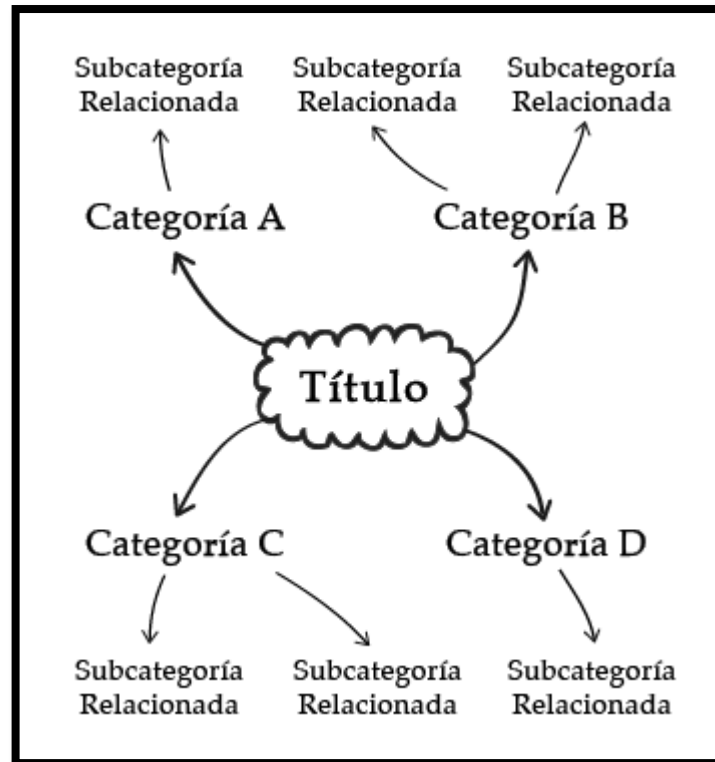 Subcategoría
Relacionada
Subcategoría
Relacionada
Subcategoría
Relacionada
Categoría A
Categoría B
Título
Categoría C
Categoría D
Subcategoría
Relacionada
Subcategoría
Relacionada
Subcategoría
Relacionada